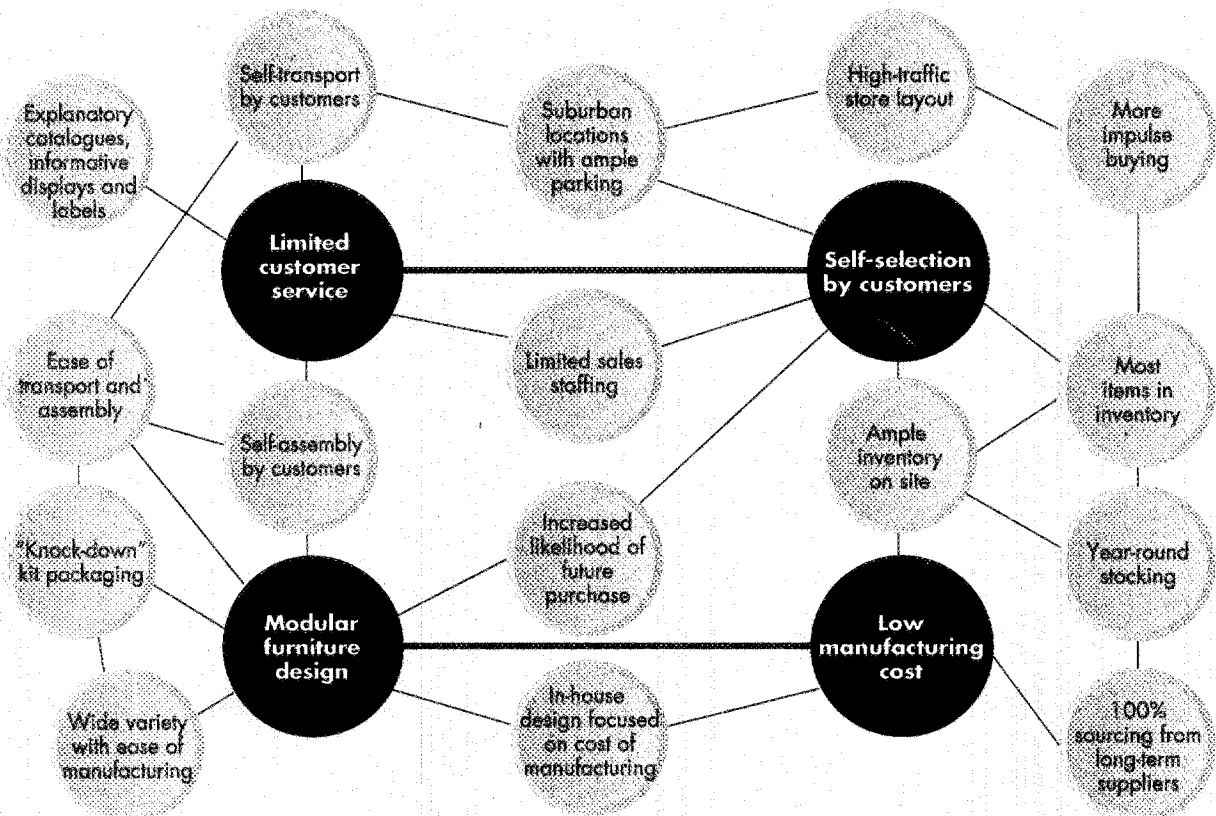 Self-transport
by customers
High-traffic
store layout
Explanatory
catalogues,
informative
displays and
labels
Suburban
locations
with ample
parking
More
impulse
buying
Limited
customer
service
Self-selection
by customers
Ease of
transport and
assembly
Limited sales
staffing
Most
items in
inventory
Self-assembly
by customers
Ample
inventory
on site
"Knock-down"
kit packaging
Increased
likelihood of
future
purchase
Year-round
stocking
Modular
furniture
design
Low
manufacturing
cost
Wide variety
with ease of
manufacturing
In-house
design focused
on cost of
manufacturing
100%
sourcing from
long-term
suppliers